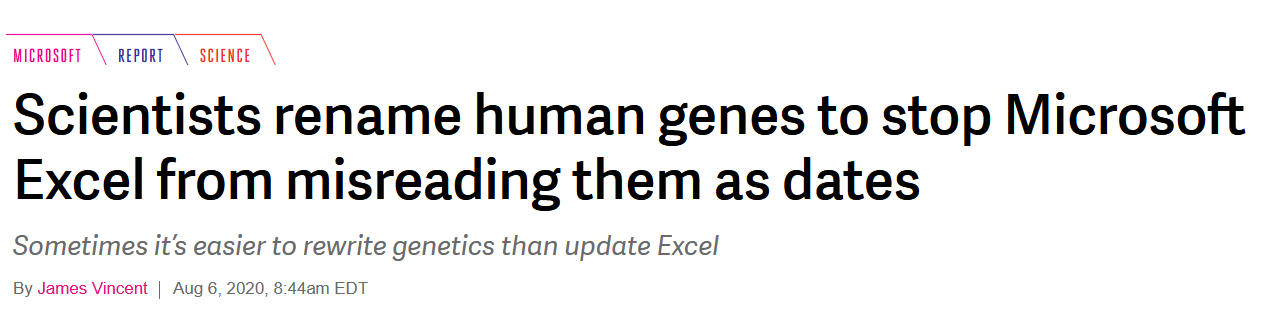 MICROSOFT REPORT SCIENCE
Scientists rename human genes to stop Microsoft
Excel from misreading them as dates
Sometimes it’s easier to rewrite genetics than update Excel
By James Vincent | Aug 6, 2020, 8:44am EDT